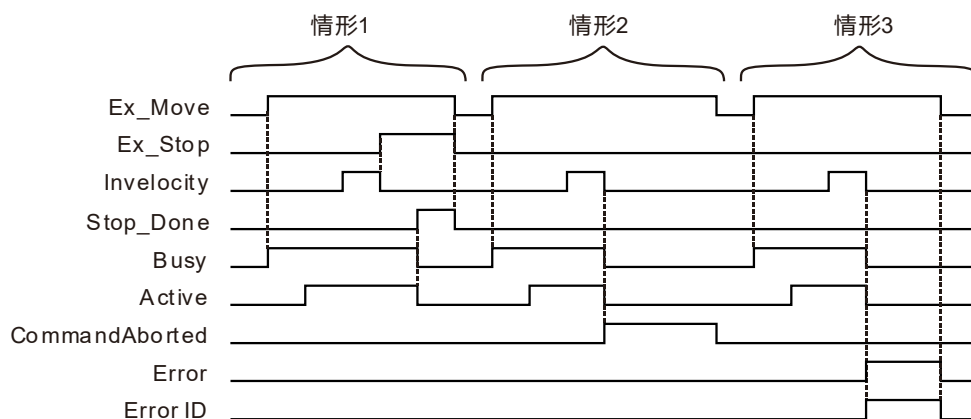 情形1 情形2 情形3
Ex_Move
Ex_Stop
Invelocity
Stop_Done
Busy
Active
CommandAborted
Error
Error ID